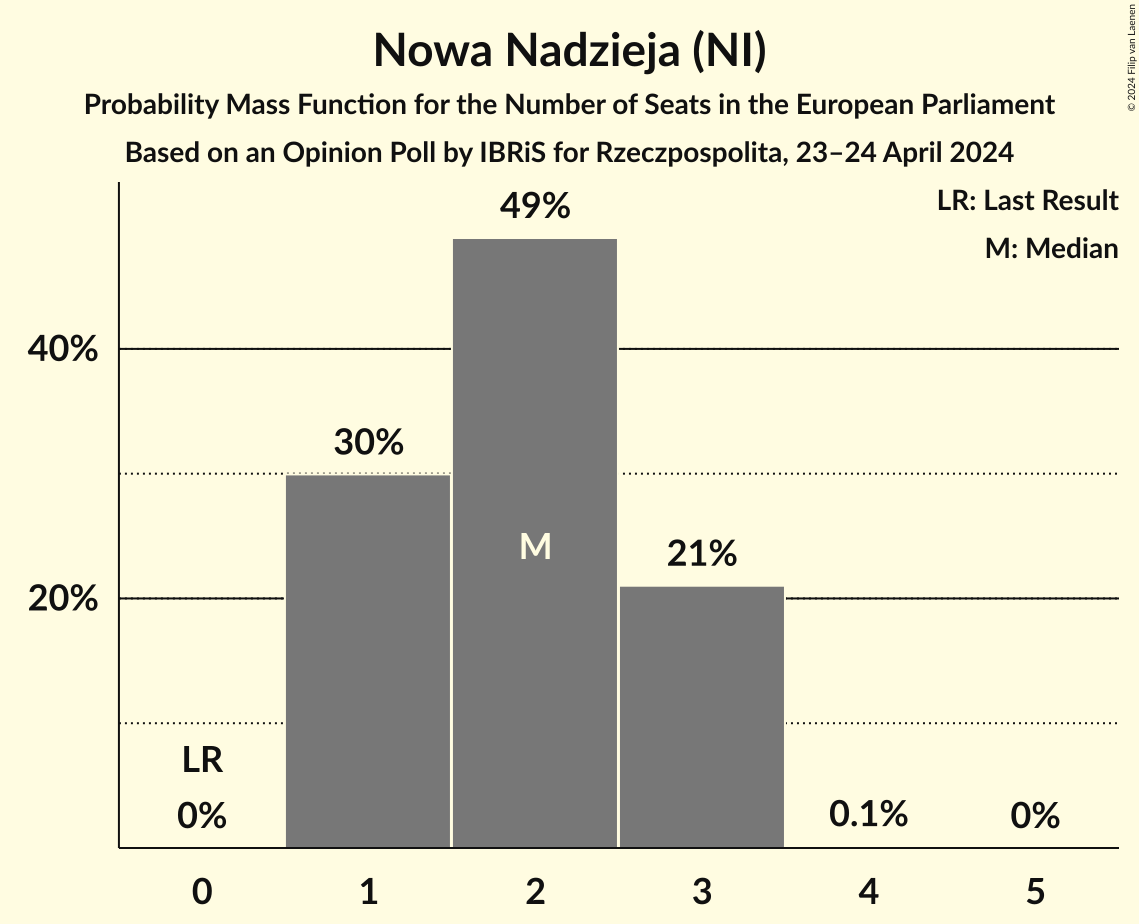 Nowa Nadzieja (NI)
Probability Mass Function for the Number of Seats in the European Parliament
Based on an Opinion Poll by IBRiS for Rzeczpospolita, 23–24 April 2024
© 2024 Filip van Laenen
LR: Last Result
M: Median
49%
40%
30%
M
21%
20%
LR
0%
0.1%
0%
0
1
2
3
4
5